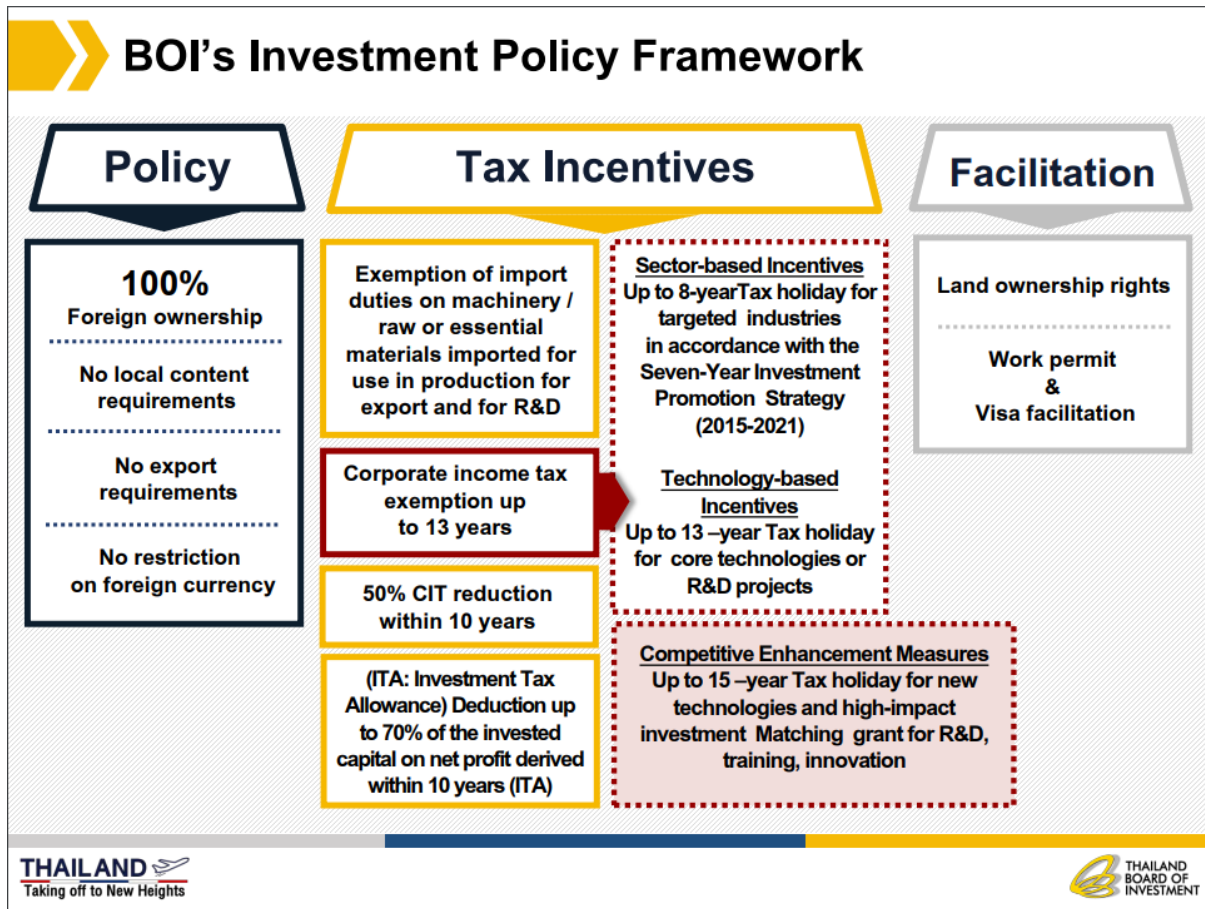 BOI's Investment Policy Framework
Policy
100%
Foreign ownership
No local content
requirements
No export
requirements
No restriction
on foreign currency
Tax Incentives
Exemption of import
duties on machinery /
raw or essential
materials imported for
use in production for
export and for R&D
Corporate income tax
exemption up
to 13 years
50% CIT reduction
within 10 years
(ITA: Investment Tax
Allowance) Deduction up
to 70% of the invested
capital on net profit derived
within 10 years (ITA)
Sector-based Incentives
Up to 8-yearTax holiday for
targeted industries
in accordance with the
Seven-Year Investment
Promotion Strategy
(2015-2021)
Technology-based
Incentives
Up to 13 –year Tax holiday
for core technologies or
R&D projects
Competitive Enhancement Measures
Up to 15 –year Tax holiday for new
technologies and high-impact
investment Matching grant for R&D,
training, innovation
Facilitation
Land ownership rights
Work permit
&
Visa facilitation
THAILAND
Taking off to New Heights
THAILAND
BOARD OF
INVESTMENT